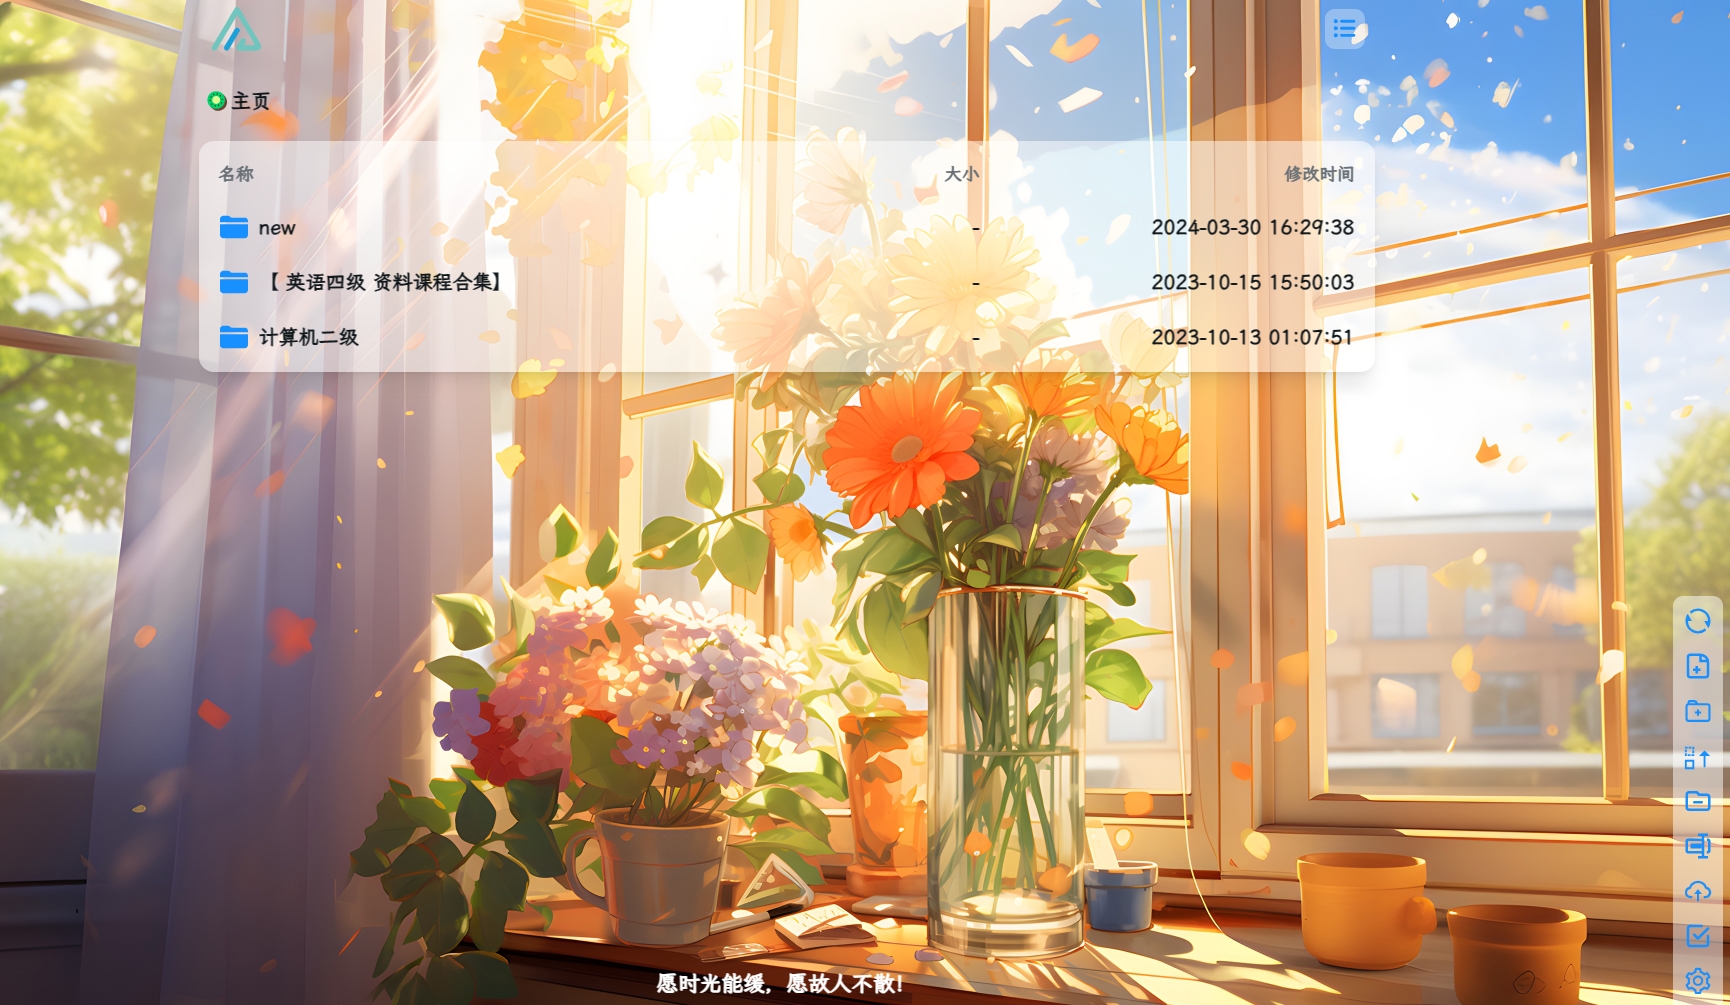 主页
名称 大小 修改时间
new - 2024-03-30 16:29:38
【 英语四级 资料课程合集】 - 2023-10-15 15:50:03
计算机二级 - 2023-10-13 01:07:51
愿时光能缓，愿故人不散！